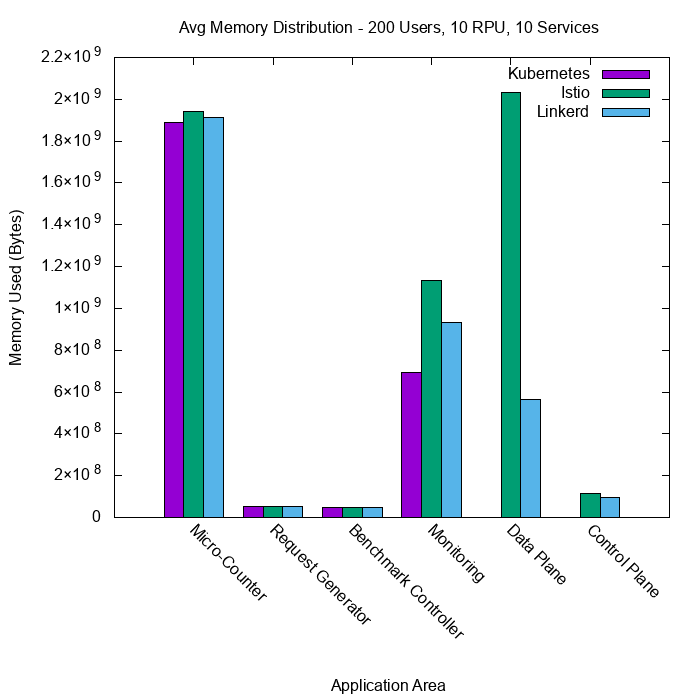 Avg Memory Distribution - 200 Users, 10 RPU, 10 Services
Kubernetes
Istio
Linkerd
Memory Used (Bytes)
2.2×10⁹
2×10⁹
1.8×10⁹
1.6×10⁹
1.4×10⁹
1.2×10⁹
1×10⁹
8×10⁸
6×10⁸
4×10⁸
2×10⁸
0
Micro-Counter
Request Generator
Benchmark Controller
Monitoring
Data Plane
Control Plane
Application Area